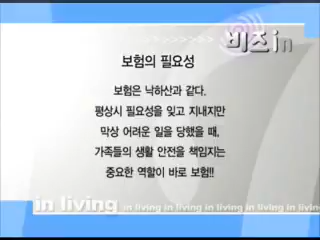 비즈in
보험의 필요성
보험은 낙하산과 같다.
평상시 필요성을 잊고 지내지만
막상 어려운 일을 당했을 때,
가족들의 생활 안전을 책임지는
중요한 역할이 바로 보험!!
in living in living in living in living in living in living in living